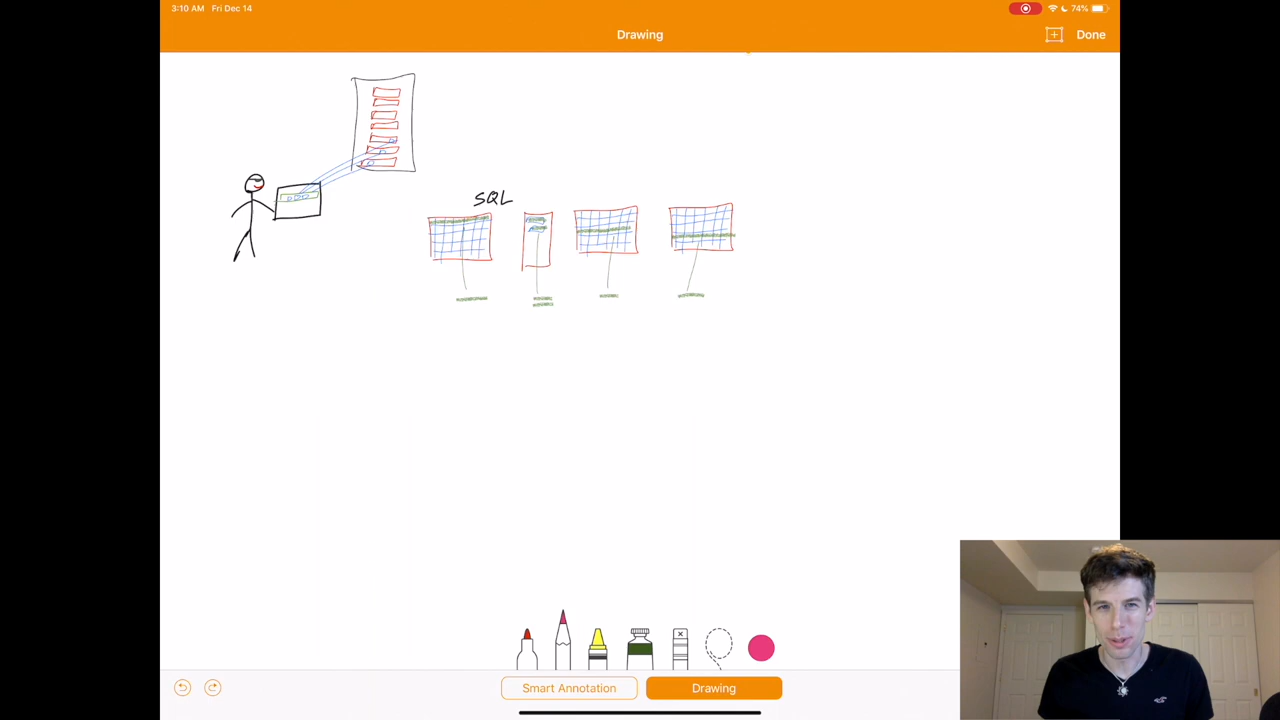 3:10 AM Fri Dec 14
74%
Drawing
Done
SQL
Smart Annotation
Drawing